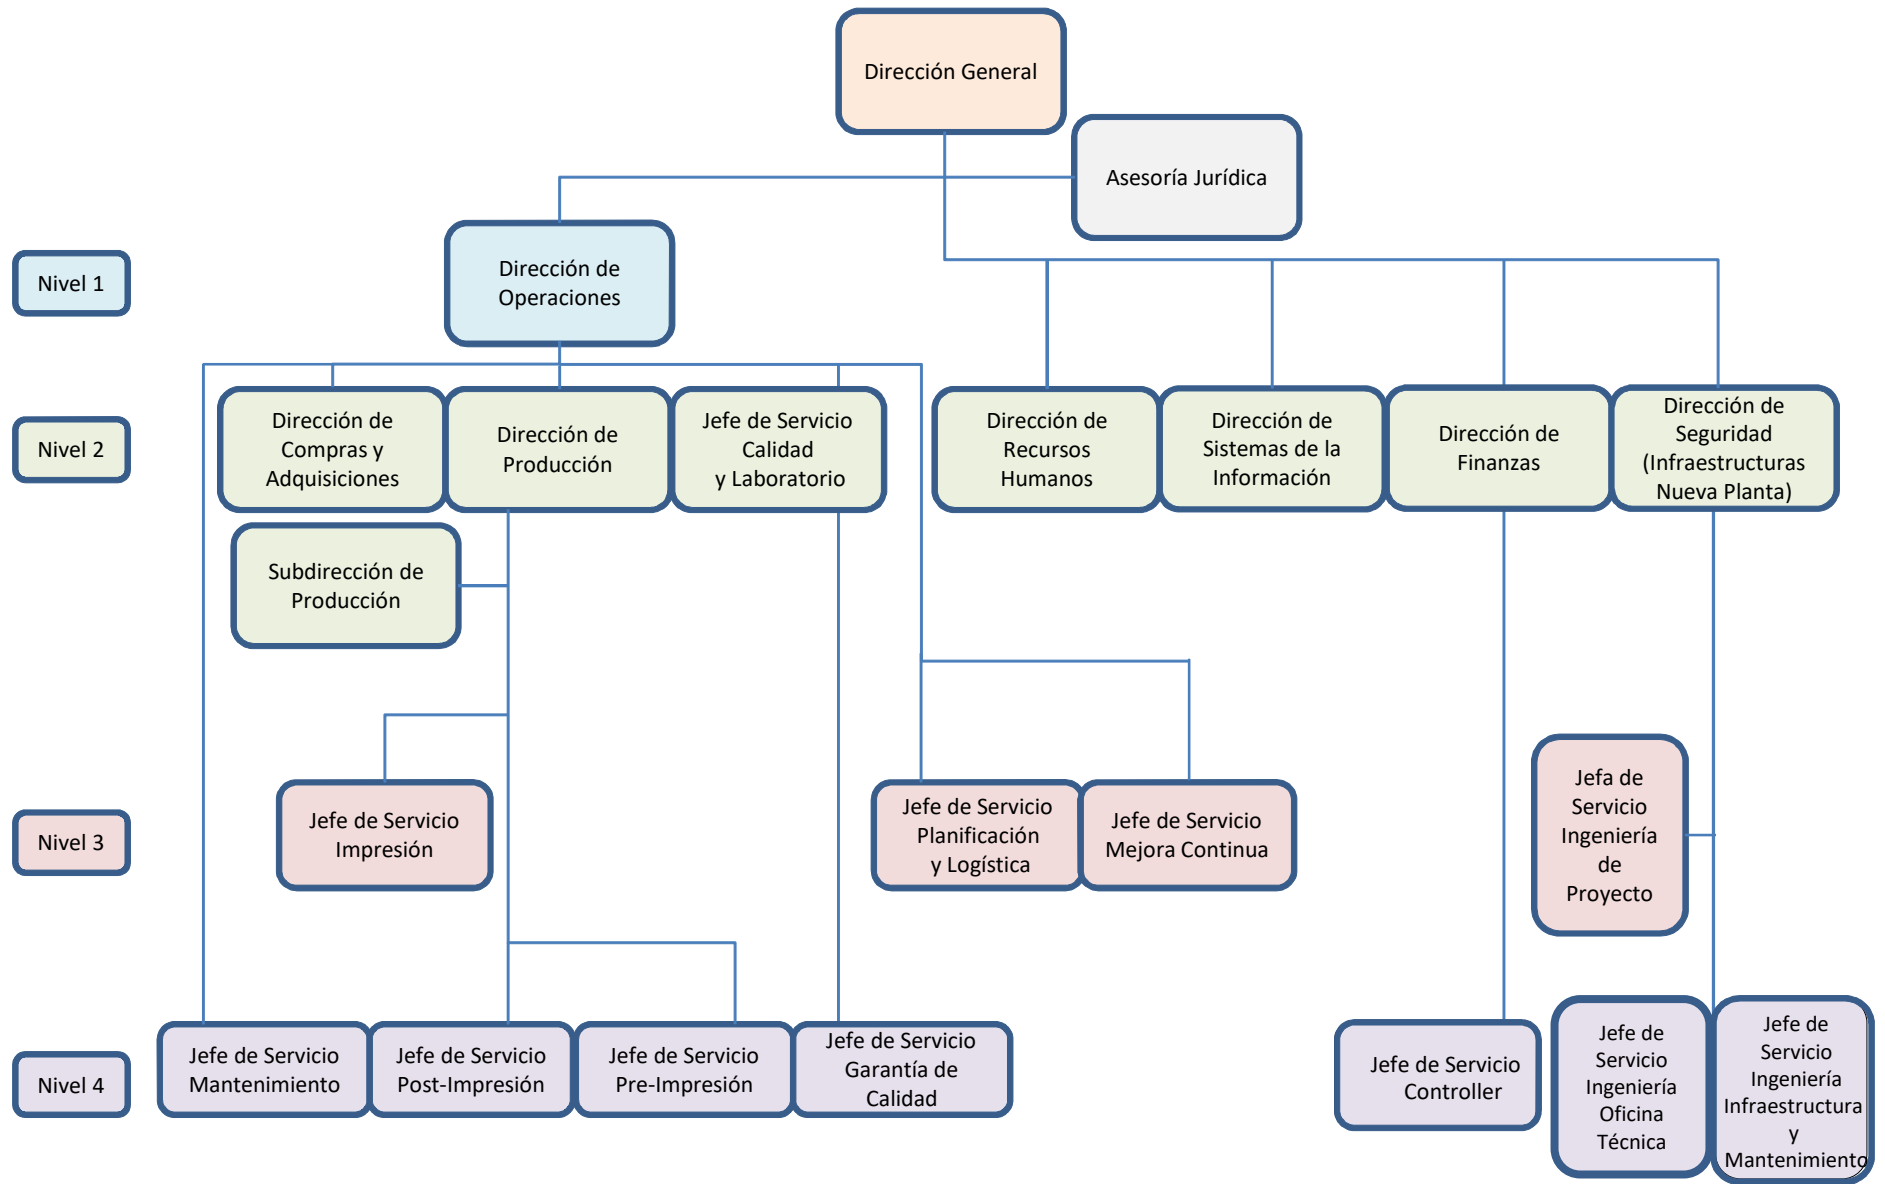 Dirección General
Asesoría Jurídica
Nivel 1
Dirección de
Operaciones
Nivel 2
Dirección de
Compras y
Adquisiciones
Dirección de
Producción
Jefe de Servicio
Calidad
y Laboratorio
Dirección de
Recursos
Humanos
Dirección de
Sistemas de la
Información
Dirección de
Finanzas
Dirección de
Seguridad
(Infraestructuras
Nueva Planta)
Subdirección de
Producción
Nivel 3
Jefe de Servicio
Impresión
Jefe de Servicio
Planificación
y Logística
Jefe de Servicio
Mejora Continua
Jefa de
Servicio
Ingeniería
de
Proyecto
Nivel 4
Jefe de Servicio
Mantenimiento
Jefe de Servicio
Post-Impresión
Jefe de Servicio
Pre-Impresión
Jefe de Servicio
Garantía de
Calidad
Jefe de Servicio
Controller
Jefe de
Servicio
Ingeniería
Oficina
Técnica
Jefe de
Servicio
Ingeniería
Infraestructura
y
Mantenimiento